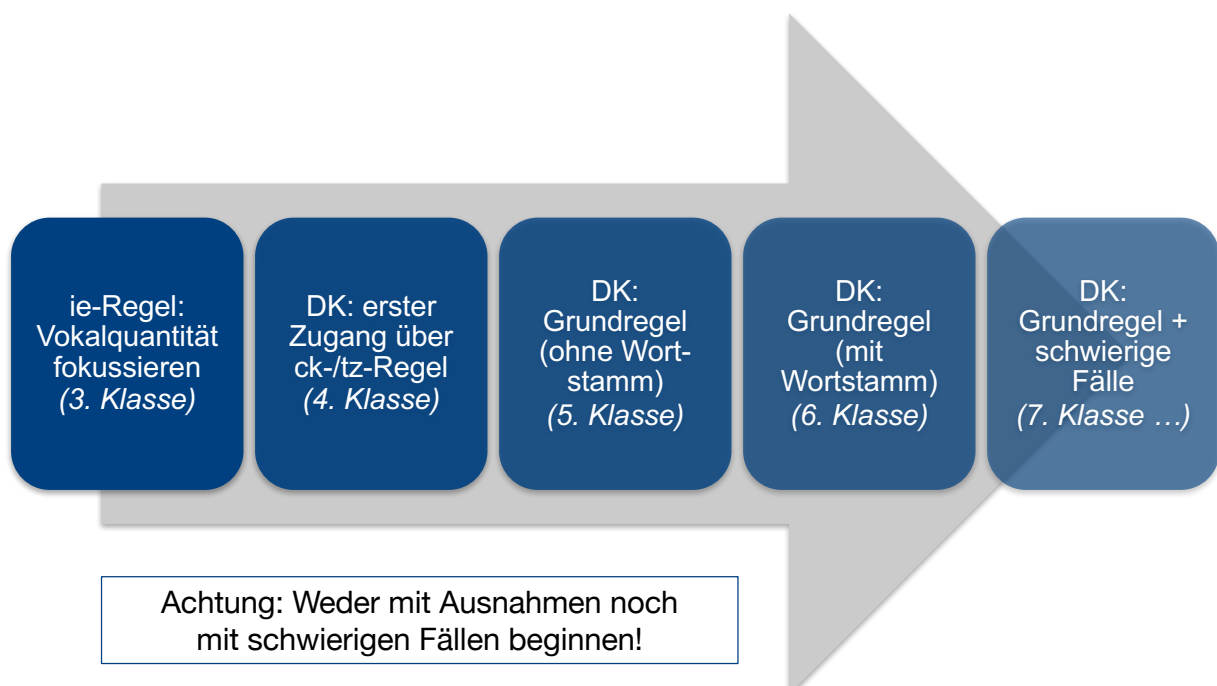 ie-Regel:
Vokalquantität
fokussieren
(3. Klasse)
DK: erster
Zugang über
ck-/tz-Regel
(4. Klasse)
DK:
Grundregel
(ohne Wort-
stamm)
(5. Klasse)
DK:
Grundregel
(mit
Wortstamm)
(6. Klasse)
DK:
Grundregel +
schwierige
Fälle
(7. Klasse …)
Achtung: Weder mit Ausnahmen noch
mit schwierigen Fällen beginnen!